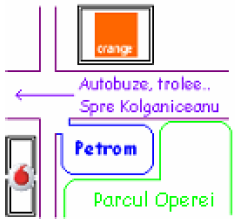 orange
Autobuze, trolee..
Spre Kolganiceanu
Petrom
Parcul Operei